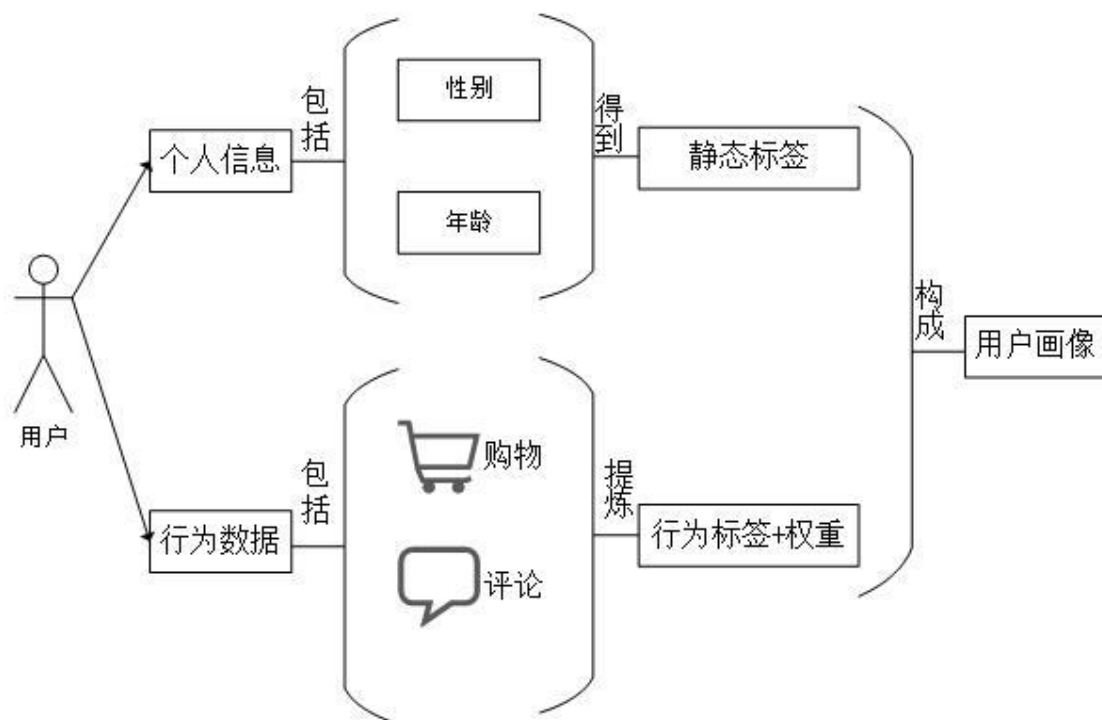 性别
包括
得到
个人信息
静态标签
年龄
构成
用户画像
用户
购物
包括
提炼
行为数据
行为标签+权重
评论